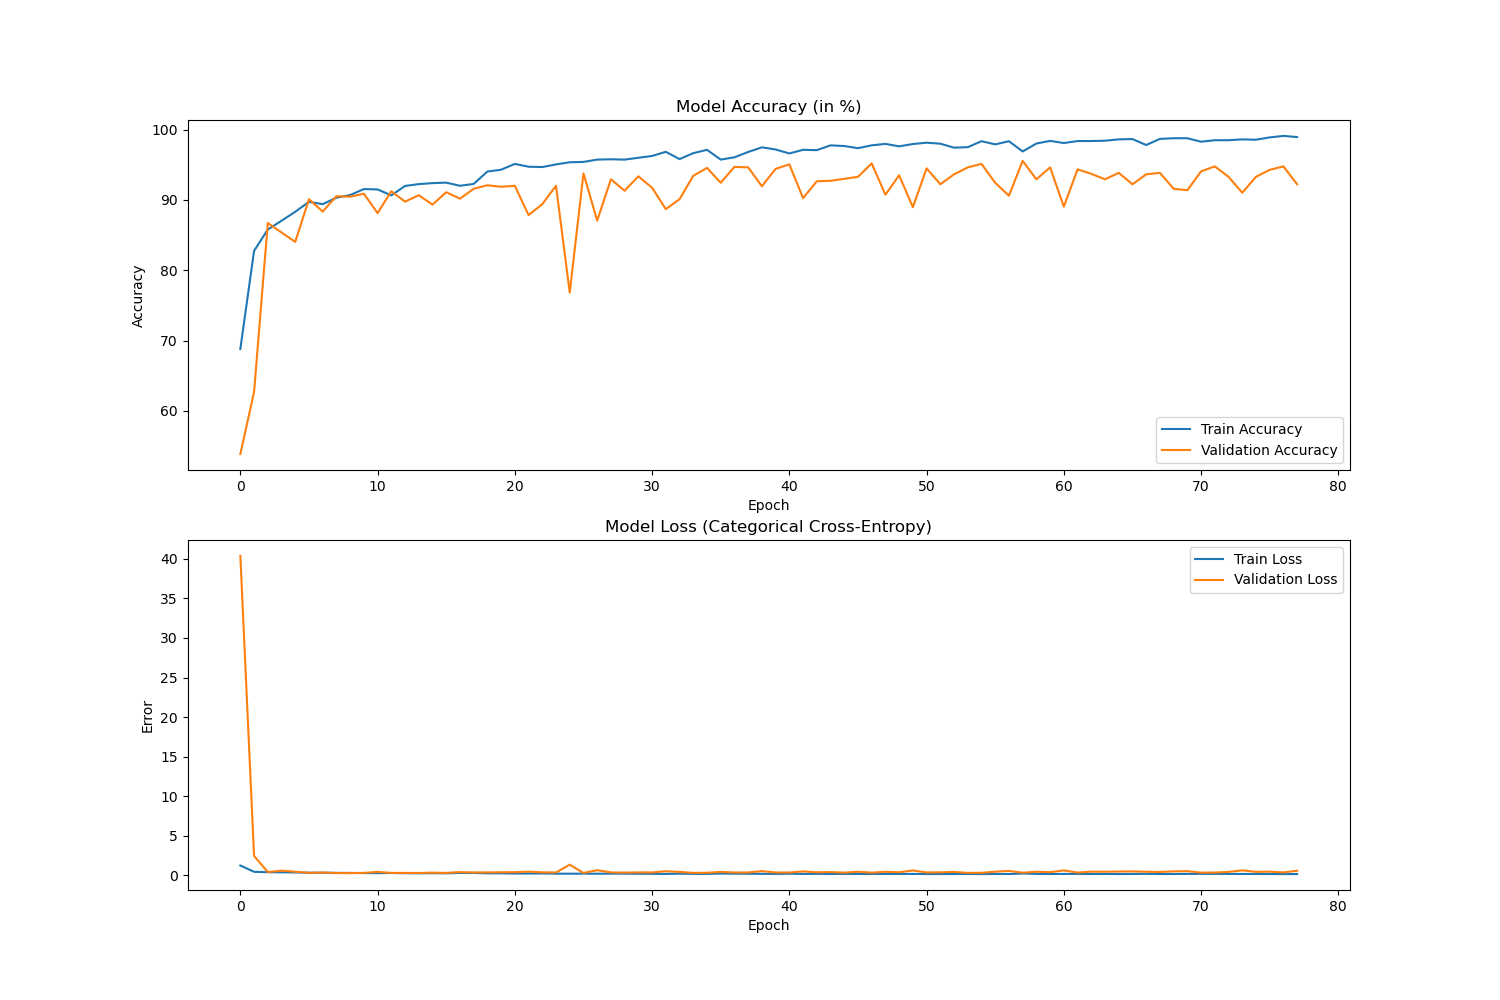 Model Accuracy (in %)
100
90
80
70
60
Accuracy
0 10 20 30 40 50 60 70 80
Epoch
Train Accuracy
Validation Accuracy
Model Loss (Categorical Cross-Entropy)
40
35
30
25
20
15
10
5
0
Error
0 10 20 30 40 50 60 70 80
Epoch
Train Loss
Validation Loss